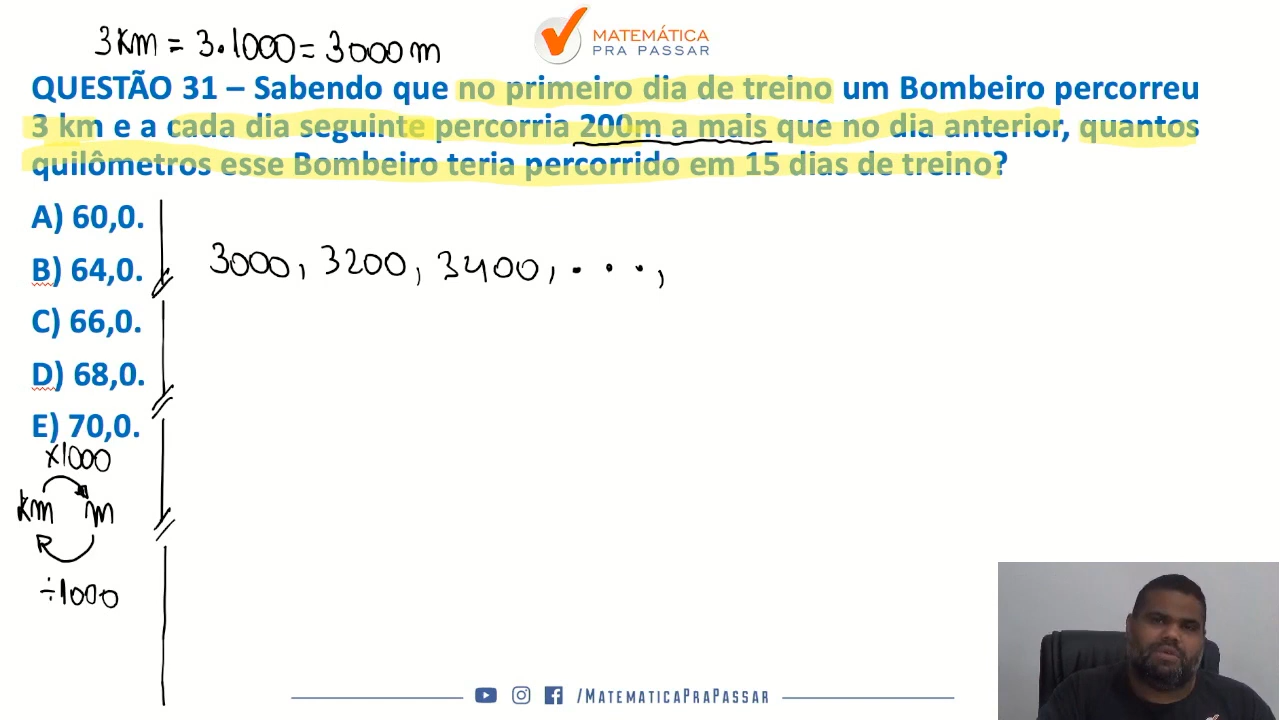 3 km = 3.1000 = 3000 m
MATEMÁTICA
PRA PASSAR
QUESTÃO 31 – Sabendo que no primeiro dia de treino um Bombeiro percorreu
3 km e a cada dia seguinte percorria 200m a mais que no dia anterior, quantos
quilômetros esse Bombeiro teria percorrido em 15 dias de treino?
A) 60,0.
B) 64,0.
C) 66,0.
D) 68,0.
E) 70,0.
3000, 3200, 3400, . . . ,
x1000
km m
÷1000
/MATEMATICAPRAPASSAR